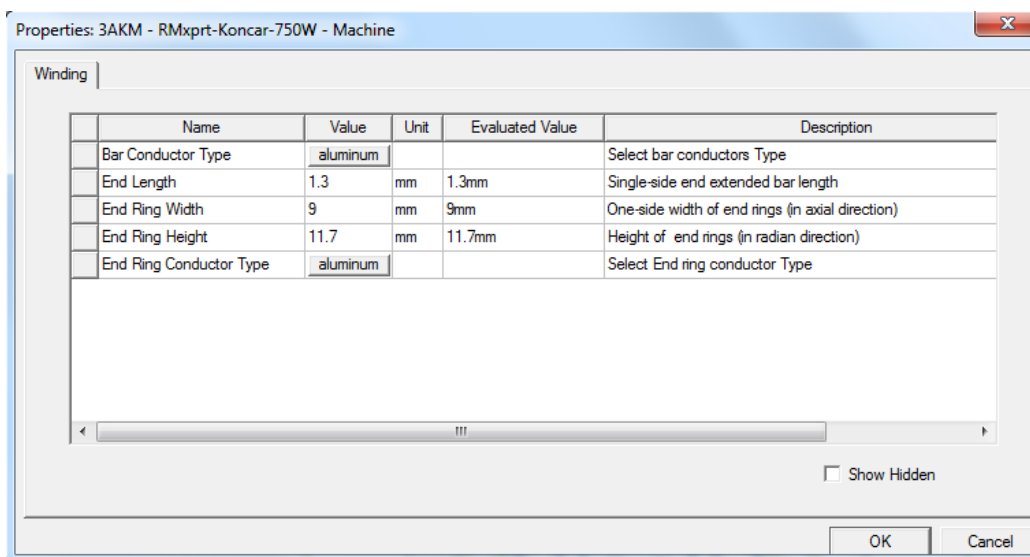 Properties: 3AKM - RMxprt-Koncar-750W - Machine
Winding
Name Value Unit Evaluated Value Description
Bar Conductor Type aluminum Select bar conductors Type
End Length 1.3 mm 1.3mm Single-side end extended bar length
End Ring Width 9 mm 9mm One-side width of end rings (in axial direction)
End Ring Height 11.7 mm 11.7mm Height of end rings (in radian direction)
End Ring Conductor Type aluminum Select End ring conductor Type
Show Hidden
OK Cancel